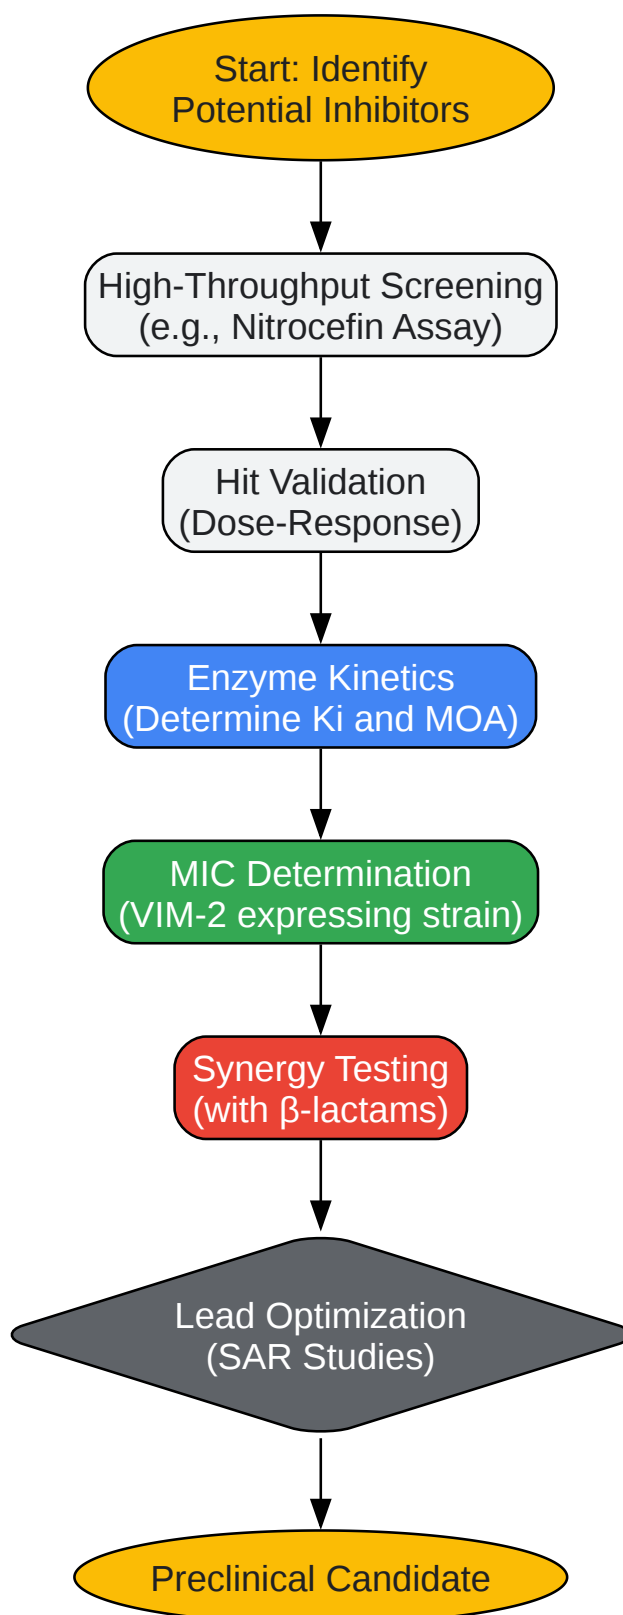 Start: Identify
Potential Inhibitors
High-Throughput Screening
(e.g., Nitrocefin Assay)
Hit Validation
(Dose-Response)
Enzyme Kinetics
(Determine Ki and MOA)
MIC Determination
(VIM-2 expressing strain)
Synergy Testing
(with β-lactams)
Lead Optimization
(SAR Studies)
Preclinical Candidate